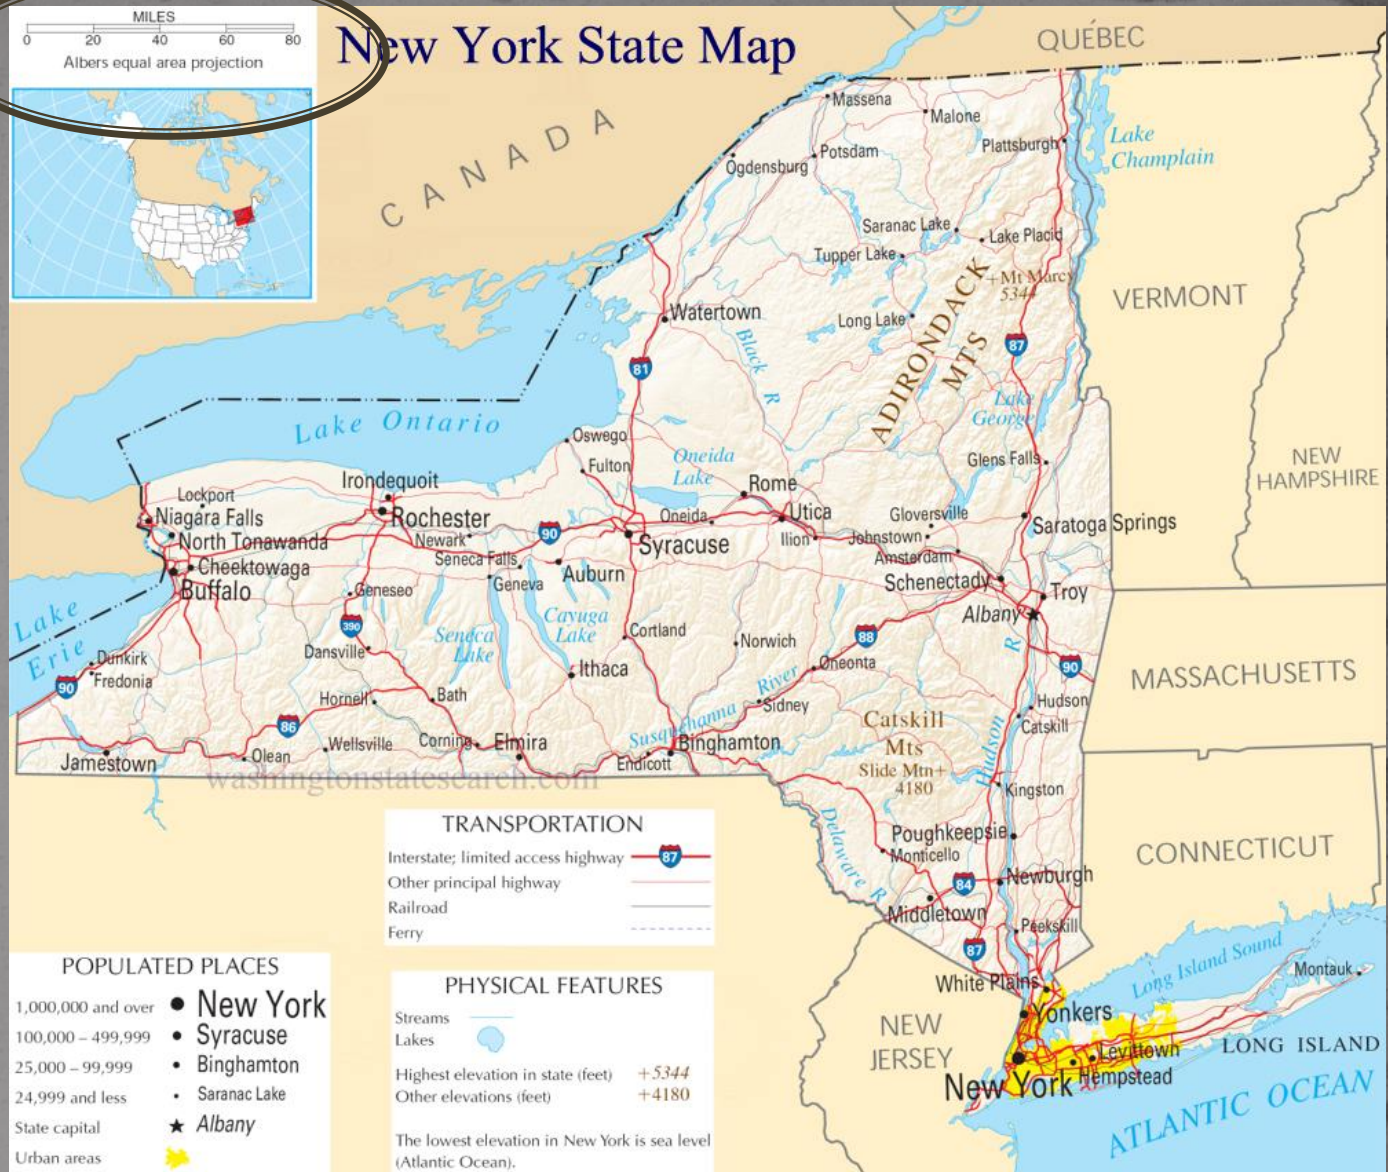 MILES
0 20 40 60 80
Albers equal area projection
New York State Map
QUÉBEC
CANADA
Massena
Malone
Plattsburgh
Lake
Champlain
Ogdensburg
Potsdam
Saranac Lake
Lake Placid
Tupper Lake
+Mt Marcy
5344
VERMONT
Watertown
Long Lake
ADIRONDACK
MTS
Black R
87
81
Lake
George
Lake Ontario
Oswego
Fulton
Oneida
Lake
Glens Falls
NEW
HAMPSHIRE
Irondequoit
Rome
Lockport
Niagara Falls
Rochester
Oneida
Utica
Gloversville
Saratoga Springs
North Tonawanda
Newark
90
Syracuse
Ilion
Johnstown
Amsterdam
Cheektowaga
Seneca Falls
Auburn
Schenectady
Buffalo
Geneseo
Geneva
Troy
Albany
Lake
Erie
390
Seneca
Lake
Cayuga
Lake
Cortland
Norwich
88
R
Dansville
Dunkirk
Fredonia
90
Ithaca
Oneonta
90
MASSACHUSETTS
Hornell
Bath
River
Sidney
Hudson
Catskill
86
Susquehanna
Catskill
Mts
Hudson
Jamestown
Olean
Wellsville
Corning
Elmira
Endicott
Binghamton
Slide Mtn+
4180
washingtonstatesearch.com
Kingston
Delaware R
Poughkeepsie
Monticello
CONNECTICUT
84
Newburgh
Middletown
Peekskill
87
White Plains
Long Island Sound
Montauk
Yonkers
NEW
JERSEY
Levittown
LONG ISLAND
New York
Hempstead
ATLANTIC OCEAN
TRANSPORTATION
Interstate; limited access highway 87
Other principal highway
Railroad
Ferry
POPULATED PLACES
1,000,000 and over New York
100,000 – 499,999 Syracuse
25,000 – 99,999 Binghamton
24,999 and less Saranac Lake
State capital Albany
Urban areas
PHYSICAL FEATURES
Streams
Lakes
Highest elevation in state (feet) +5344
Other elevations (feet) +4180
The lowest elevation in New York is sea level
(Atlantic Ocean).